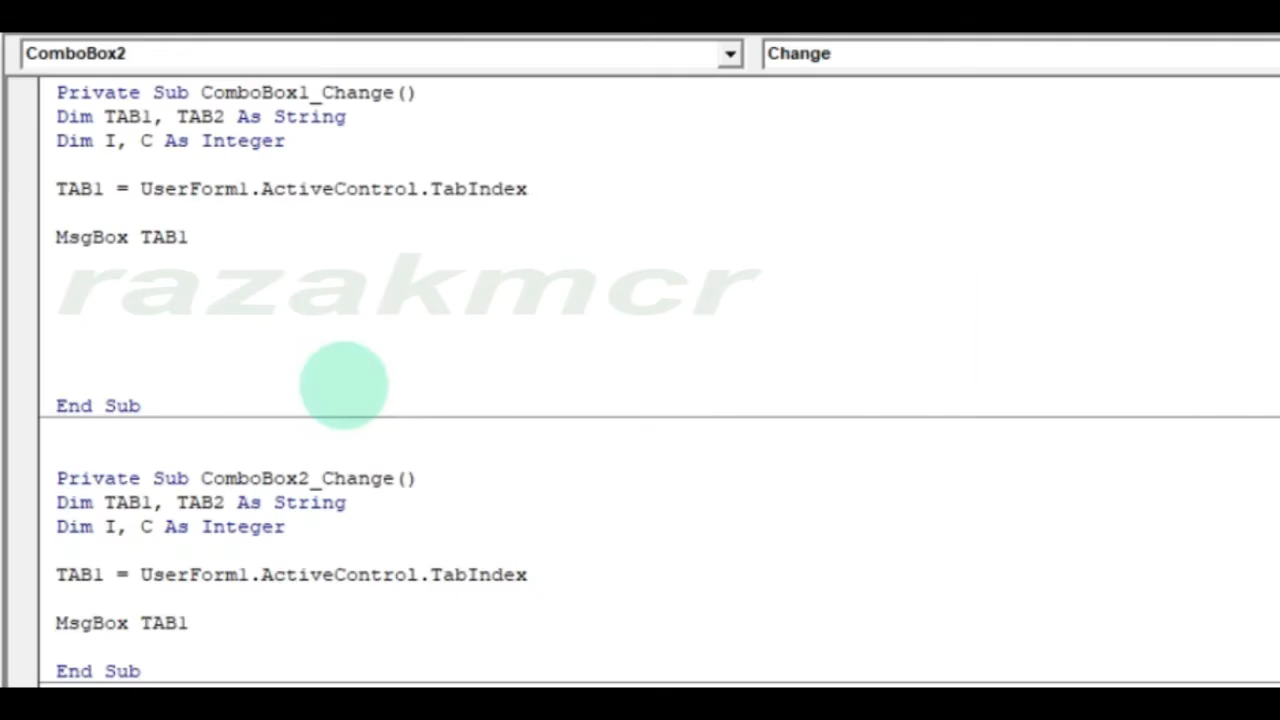 ComboBox2 Change
Private Sub ComboBox1_Change()
Dim TAB1, TAB2 As String
Dim I, C As Integer
TAB1 = UserForm1.ActiveControl.TabIndex
MsgBox TAB1
razakmcr
End Sub
Private Sub ComboBox2_Change()
Dim TAB1, TAB2 As String
Dim I, C As Integer
TAB1 = UserForm1.ActiveControl.TabIndex
MsgBox TAB1
End Sub